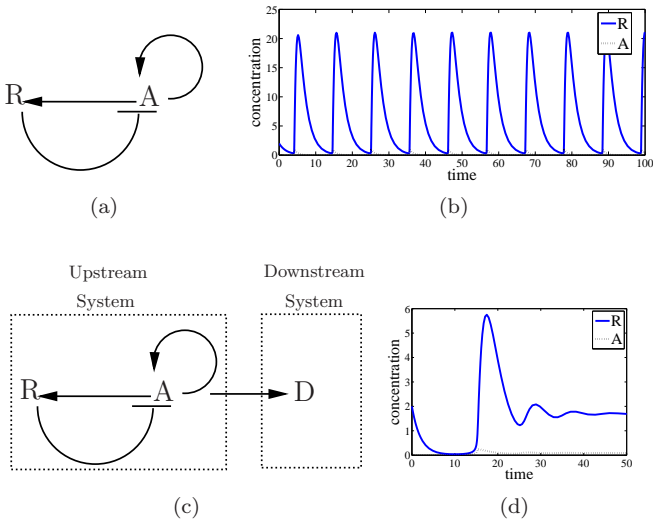 R A
(a)
25
20
15
10
5
0
concentration
0 10 20 30 40 50 60 70 80 90 100
time
R
A
(b)
Upstream
System
Downstream
System
R A D
(c)
6
5
4
3
2
1
0
concentration
0 10 20 30 40 50
time
R
A
(d)